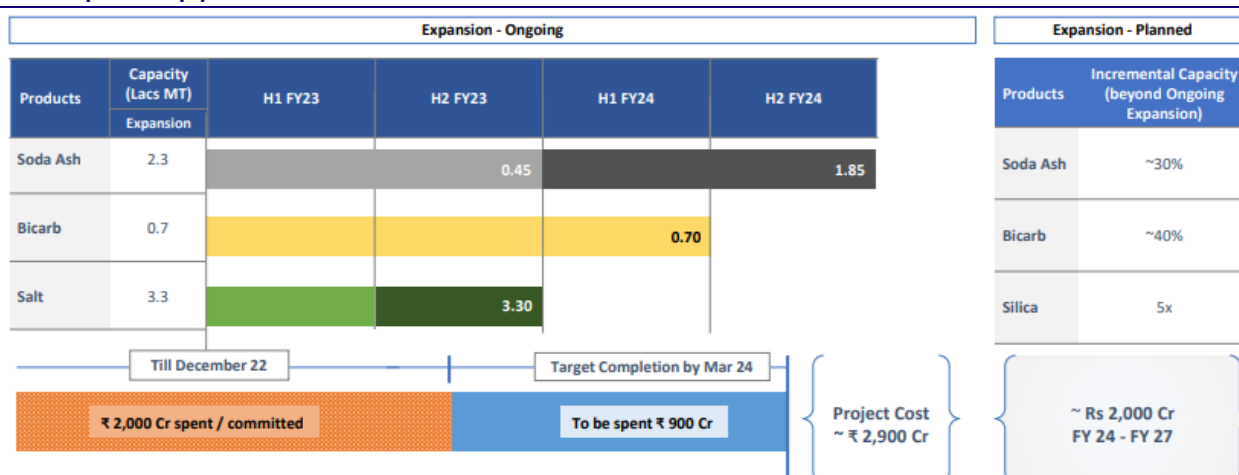 Expansion - Ongoing
Products
Capacity
(Lacs MT)
Expansion
H1 FY23
H2 FY23
H1 FY24
H2 FY24
Soda Ash
2.3
0.45
1.85
Bicarb
0.7
0.70
Salt
3.3
3.30
Till December 22
Target Completion by Mar 24
₹ 2,000 Cr spent / committed
To be spent ₹ 900 Cr
Project Cost
~ ₹ 2,900 Cr
Expansion - Planned
Products
Incremental Capacity
(beyond Ongoing
Expansion)
Soda Ash
~30%
Bicarb
~40%
Silica
5x
~ Rs 2,000 Cr
FY 24 - FY 27